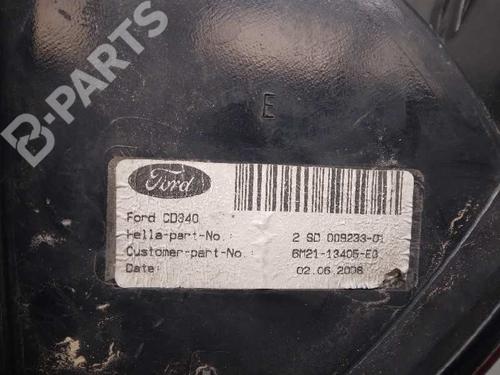 B-PARTS
E
Ford
Ford CD340
Hella-part-No.: 2 SD 009233-01
Customer-part-No.: 6M21-13405-EG
Date: 02.06.2008